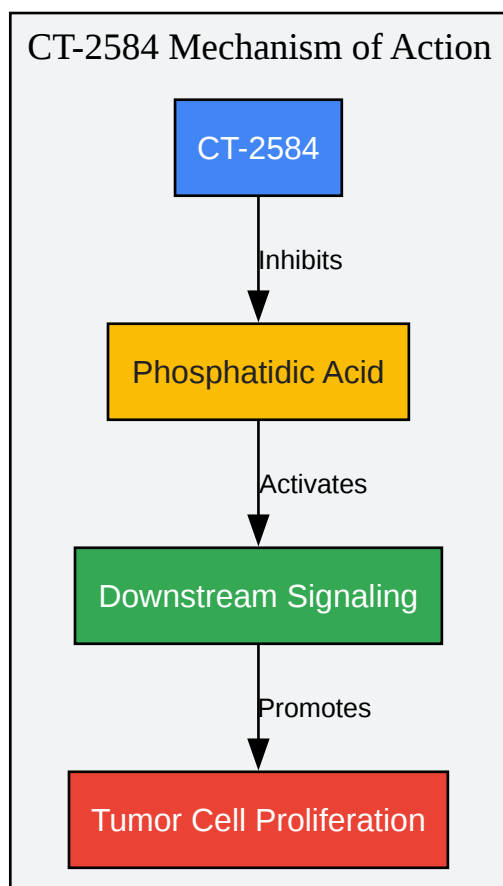 CT-2584 Mechanism of Action
CT-2584
Inhibits
Phosphatidic Acid
Activates
Downstream Signaling
Promotes
Tumor Cell Proliferation